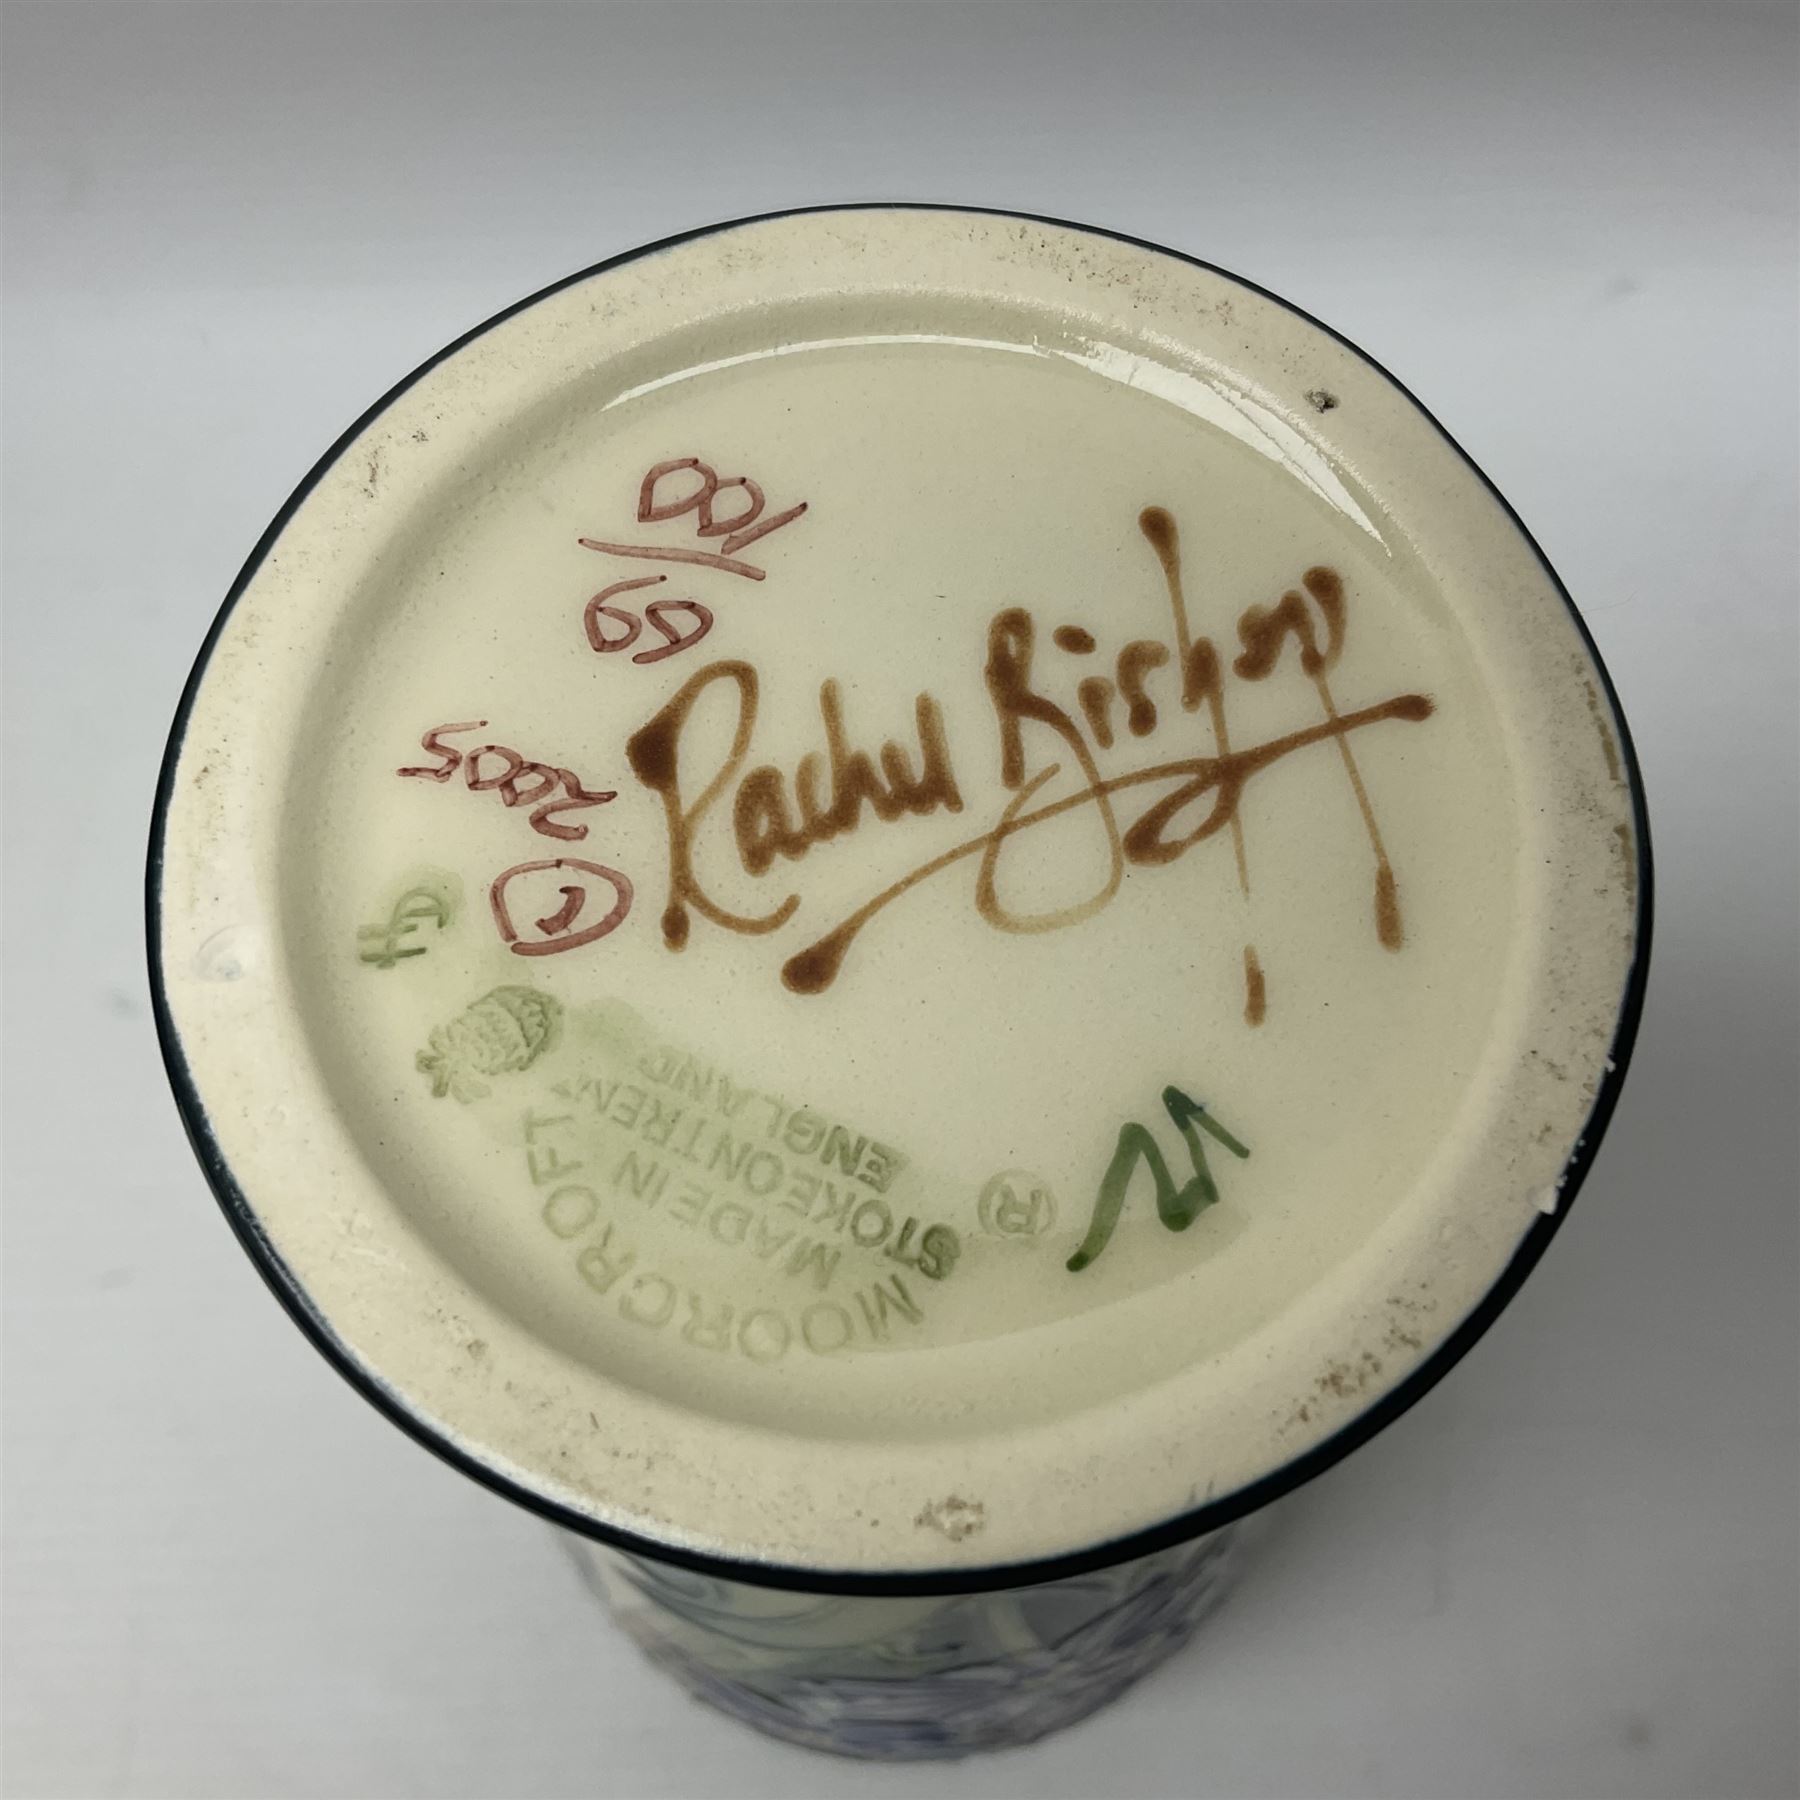 Rachel Bishop
69/100
2005
©
MOORCROFT
MADE IN
STOKE ON TRENT
ENGLAND
®